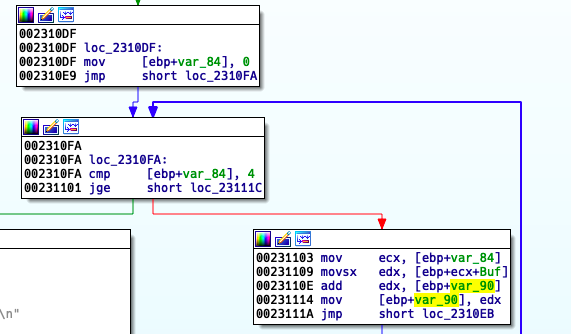 002310DF
002310DF loc_2310DF:
002310DF mov [ebp+var_84], 0
002310E9 jmp short loc_2310FA
002310FA
002310FA loc_2310FA:
002310FA cmp [ebp+var_84], 4
00231101 jge short loc_23111C
00231103 mov ecx, [ebp+var_84]
00231109 movsx edx, [ebp+ecx+Buf]
0023110E add edx, [ebp+var_90]
00231114 mov [ebp+var_90], edx
0023111A jmp short loc_2310EB
\n"